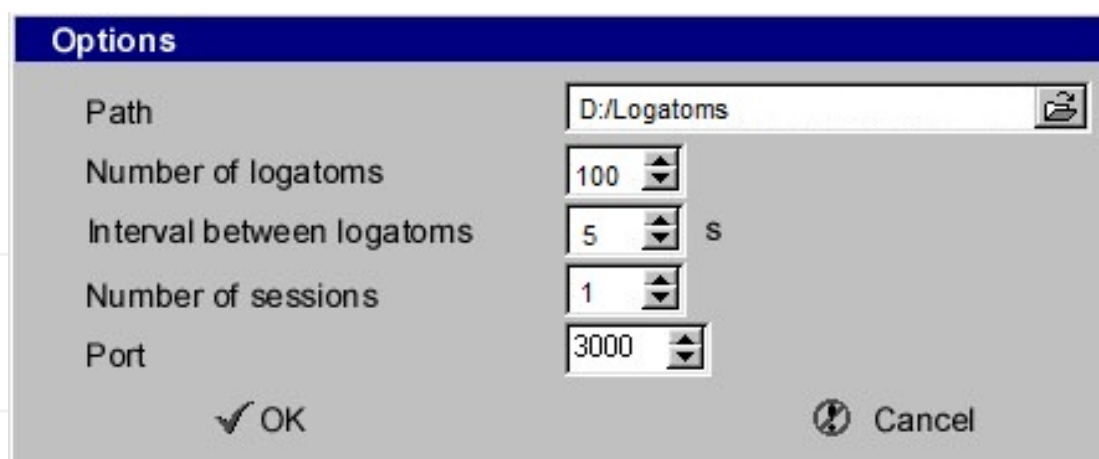 Options
Path D:/Logatoms
Number of logatoms 100
Interval between logatoms 5 s
Number of sessions 1
Port 3000
OK Cancel